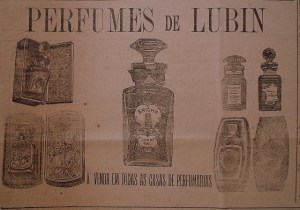 PERFUMES DE LUBIN
Á VENDA EM TODAS AS CASAS DE PERFUMARIAS